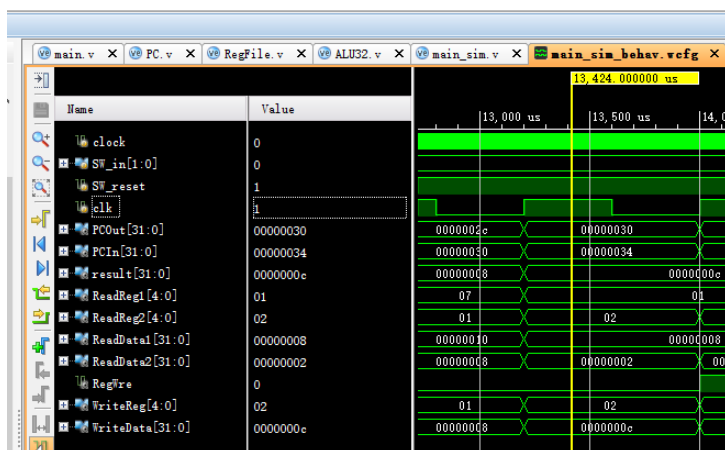 main.v X PC.v X RegFile.v X ALU32.v X main_sim.v X main_sim_behav.wcfg X
13,424.000000 us
Name Value
13,000 us 13,500 us 14,0
clock 0
SW_in[1:0] 0
SW_reset 1
clk 1
PCOut[31:0] 00000030 0000002c 00000030
PCIn[31:0] 00000034 00000030 00000034
result[31:0] 0000000c 00000008 0000000c
ReadReg1[4:0] 01 07 01
ReadReg2[4:0] 02 01 02
ReadData1[31:0] 00000008 00000010 00000008
ReadData2[31:0] 00000002 00000008 00000002 00
RegWre 0
WriteReg[4:0] 02 01 02
WriteData[31:0] 0000000c 00000008 0000000c